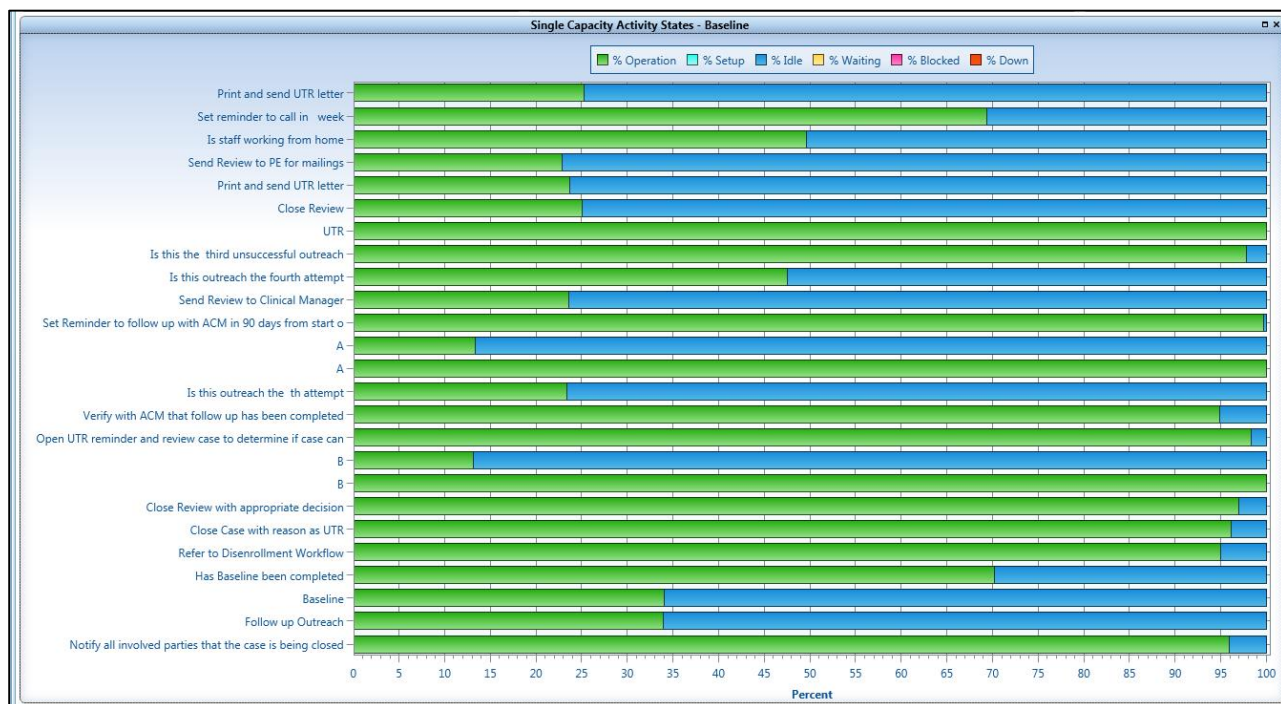 Single Capacity Activity States - Baseline
% Operation % Setup % Idle % Waiting % Blocked % Down
Print and send UTR letter
Set reminder to call in week
Is staff working from home
Send Review to PE for mailings
Print and send UTR letter
Close Review
UTR
Is this the third unsuccessful outreach
Is this outreach the fourth attempt
Send Review to Clinical Manager
Set Reminder to follow up with ACM in 90 days from start o
A
A
Is this outreach the th attempt
Verify with ACM that follow up has been completed
Open UTR reminder and review case to determine if case can
B
B
Close Review with appropriate decision
Close Case with reason as UTR
Refer to Disenrollment Workflow
Has Baseline been completed
Baseline
Follow up Outreach
Notify all involved parties that the case is being closed
0 5 10 15 20 25 30 35 40 45 50 55 60 65 70 75 80 85 90 95 100
Percent